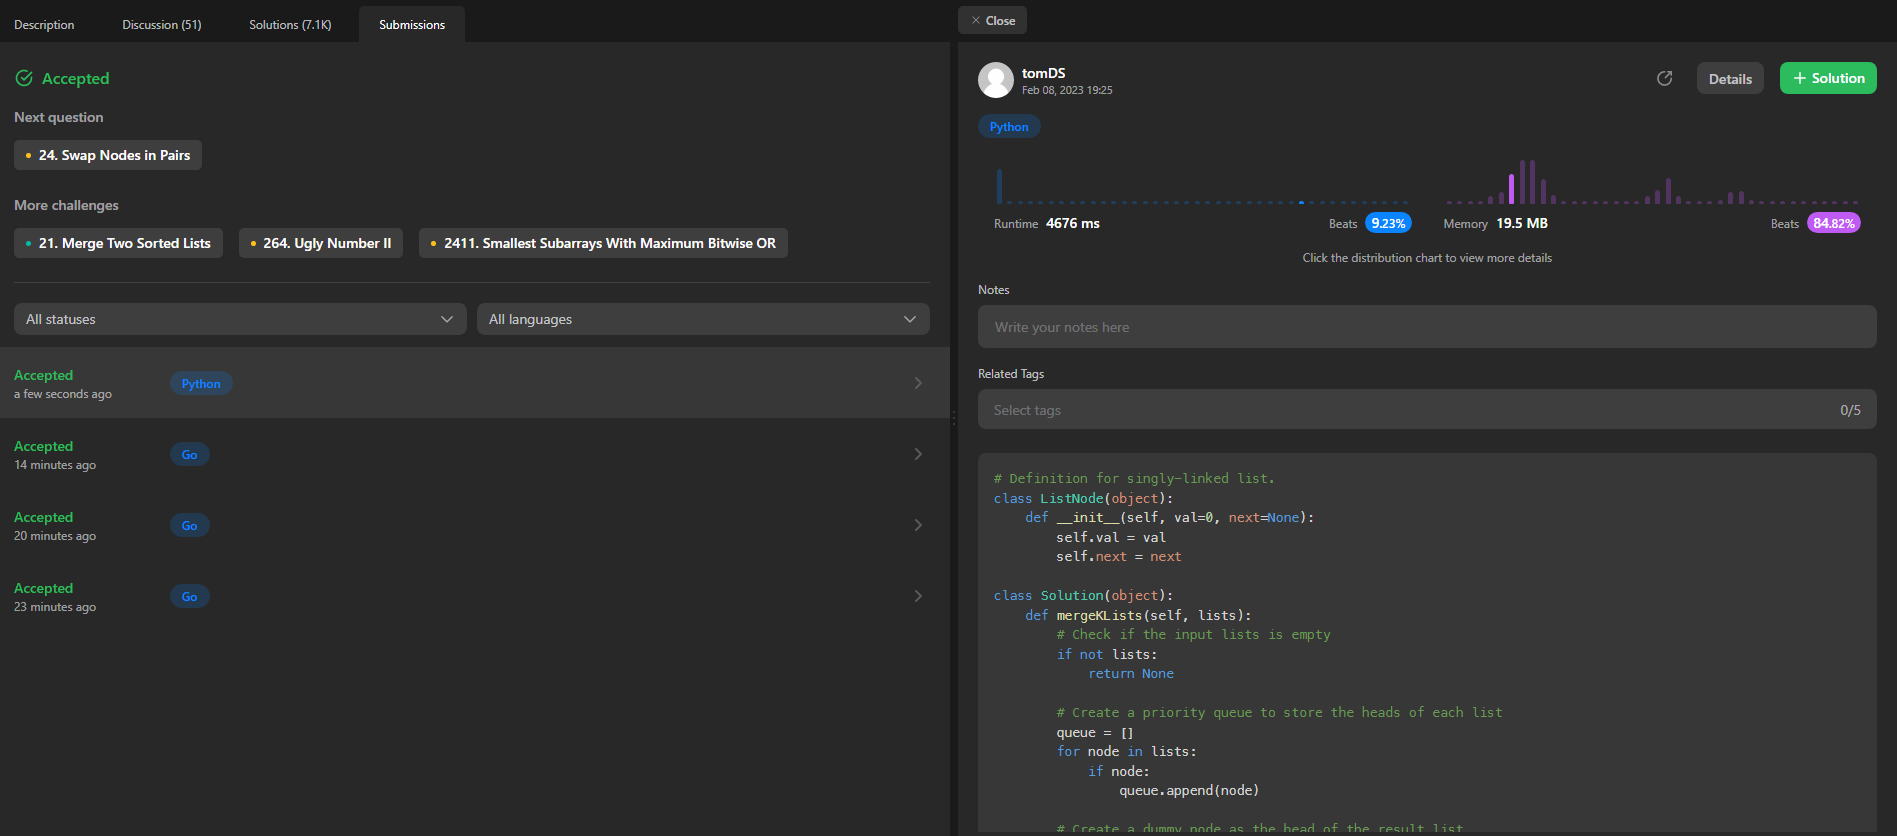 Description
Discussion (51)
Solutions (7.1K)
Submissions
Accepted
Next question
24. Swap Nodes in Pairs
More challenges
21. Merge Two Sorted Lists
264. Ugly Number II
2411. Smallest Subarrays With Maximum Bitwise OR
All statuses
All languages
Accepted
Python
a few seconds ago
Accepted
Go
14 minutes ago
Accepted
Go
20 minutes ago
Accepted
Go
23 minutes ago
Close
tomDS
Feb 08, 2023 19:25
Details
+ Solution
Python
Runtime 4676 ms
Beats 9.23%
Memory 19.5 MB
Beats 84.82%
Click the distribution chart to view more details
Notes
Write your notes here
Related Tags
Select tags
0/5
# Definition for singly-linked list.
class ListNode(object):
    def __init__(self, val=0, next=None):
        self.val = val
        self.next = next
class Solution(object):
    def mergeKLists(self, lists):
        # Check if the input lists is empty
        if not lists:
            return None
        # Create a priority queue to store the heads of each list
        queue = []
        for node in lists:
            if node:
                queue.append(node)
        # Create a dummy node as the head of the result list